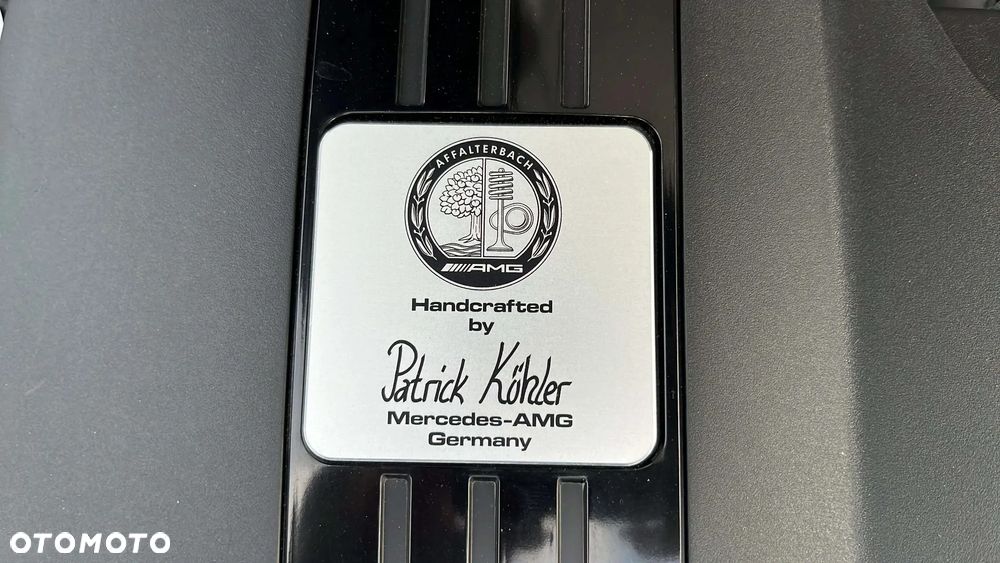 AFFALTERBACH
AMG
Handcrafted
by
Patrick Köhler
Mercedes-AMG
Germany
OTOMOTO